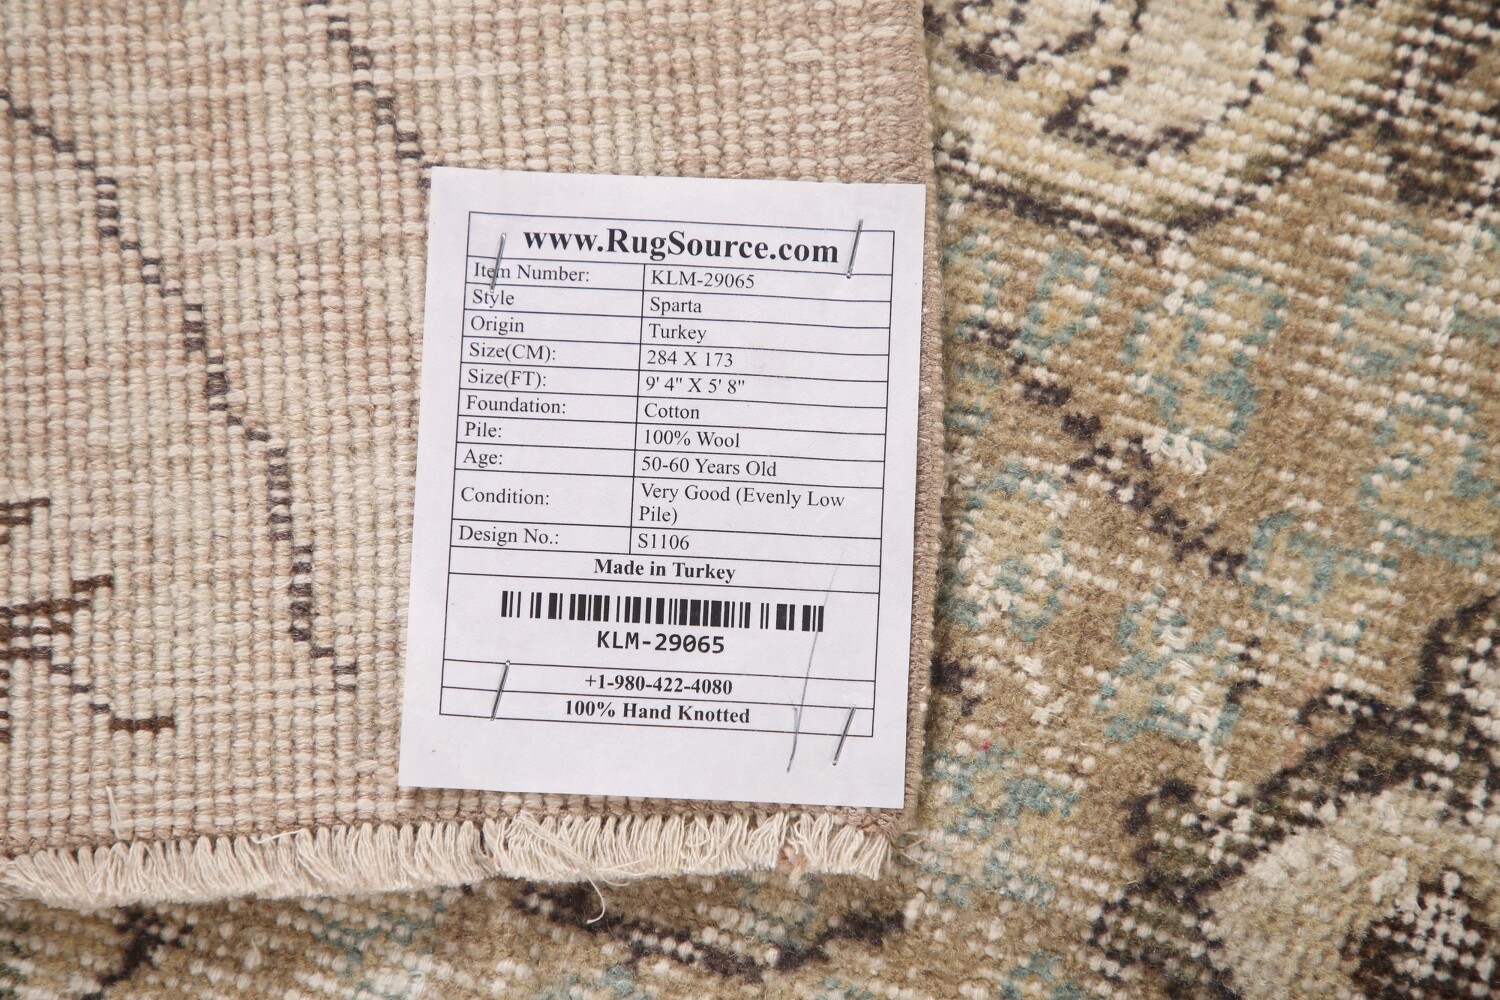 www.RugSource.com
Item Number: KLM-29065
Style Sparta
Origin Turkey
Size(CM): 284 X 173
Size(FT): 9' 4" X 5' 8"
Foundation: Cotton
Pile: 100% Wool
Age: 50-60 Years Old
Condition: Very Good (Evenly Low
Pile)
Design No.: S1106
Made in Turkey
KLM-29065
+1-980-422-4080
100% Hand Knotted